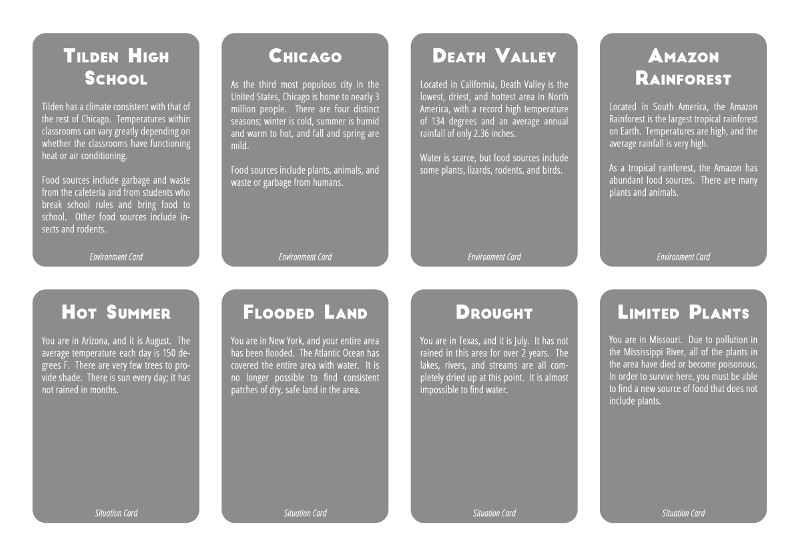 Tilden High
School
Tilden has a climate consistent with that of
the rest of Chicago. Temperatures within
classrooms can vary greatly depending on
whether the classrooms have functioning
heat or air conditioning.
Food sources include garbage and waste
from the cafeteria and from students who
break school rules and bring food to
school. Other food sources include in-
sects and rodents.
Environment Card
Chicago
As the third most populous city in the
United States, Chicago is home to nearly 3
million people. There are four distinct
seasons; winter is cold, summer is humid
and warm to hot, and fall and spring are
mild.
Food sources include plants, animals, and
waste or garbage from humans.
Environment Card
Death Valley
Located in California, Death Valley is the
lowest, driest, and hottest area in North
America, with a record high temperature
of 134 degrees and an average annual
rainfall of only 2.36 inches.
Water is scarce, but food sources include
some plants, lizards, rodents, and birds.
Environment Card
Amazon
Rainforest
Located in South America, the Amazon
Rainforest is the largest tropical rainforest
on Earth. Temperatures are high, and the
average rainfall is very high.
As a tropical rainforest, the Amazon has
abundant food sources. There are many
plants and animals.
Environment Card
Hot Summer
You are in Arizona, and it is August. The
average temperature each day is 150 de-
grees F. There are very few trees to pro-
vide shade. There is sun every day; it has
not rained in months.
Situation Card
Flooded Land
You are in New York, and your entire area
has been flooded. The Atlantic Ocean has
covered the entire area with water. It is
no longer possible to find consistent
patches of dry, safe land in the area.
Situation Card
Drought
You are in Texas, and it is July. It has not
rained in this area for over 2 years. The
lakes, rivers, and streams are all com-
pletely dried up at this point. It is almost
impossible to find water.
Situation Card
Limited Plants
You are in Missouri. Due to pollution in
the Mississippi River, all of the plants in
the area have died or become poisonous.
In order to survive here, you must be able
to find a new source of food that does not
include plants.
Situation Card